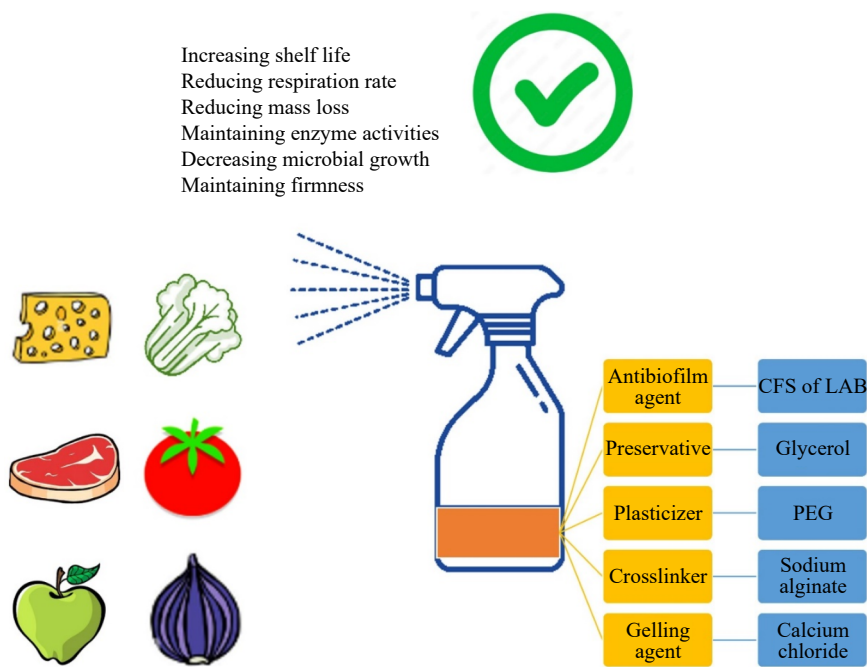 Increasing shelf life
Reducing respiration rate
Reducing mass loss
Maintaining enzyme activities
Decreasing microbial growth
Maintaining firmness
Antibiofilm
agent
CFS of LAB
Preservative
Glycerol
Plasticizer
PEG
Crosslinker
Sodium
alginate
Gelling
agent
Calcium
chloride